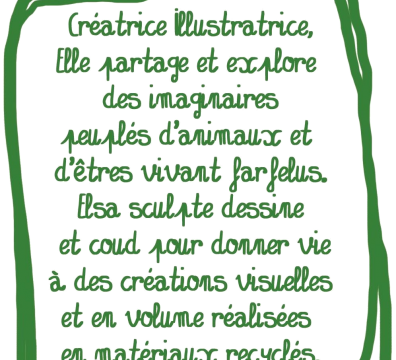 Créatrice Illustratrice,
Elle partage et explore
des imaginaires
peuplés d'animaux et
d'êtres vivant farfelus.
Elsa sculpte dessine
et coud pour donner vie
à des créations visuelles
et en volume réalisées
en matériaux recyclés.